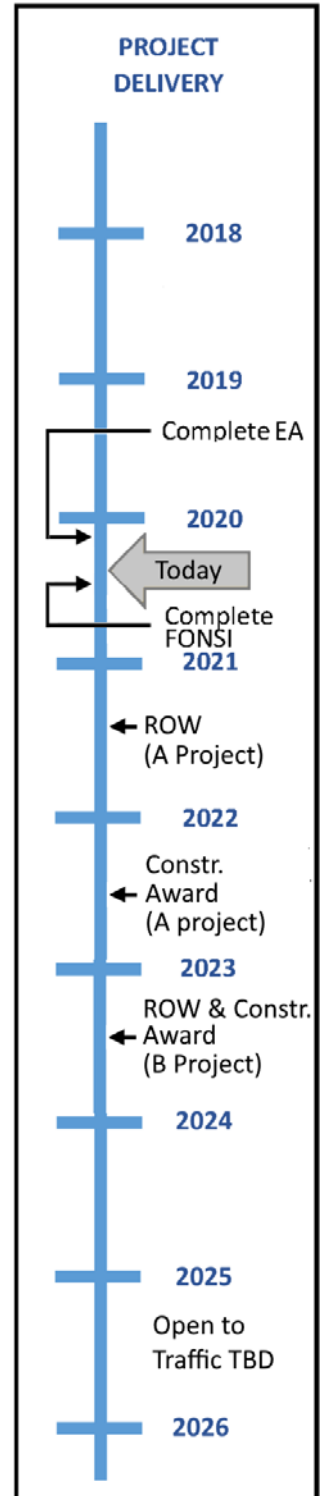 PROJECT
DELIVERY
2018
2019
Complete EA
2020
Today
Complete
FONSI
2021
ROW
(A Project)
2022
Constr.
Award
(A project)
2023
ROW & Constr.
Award
(B Project)
2024
2025
Open to
Traffic TBD
2026